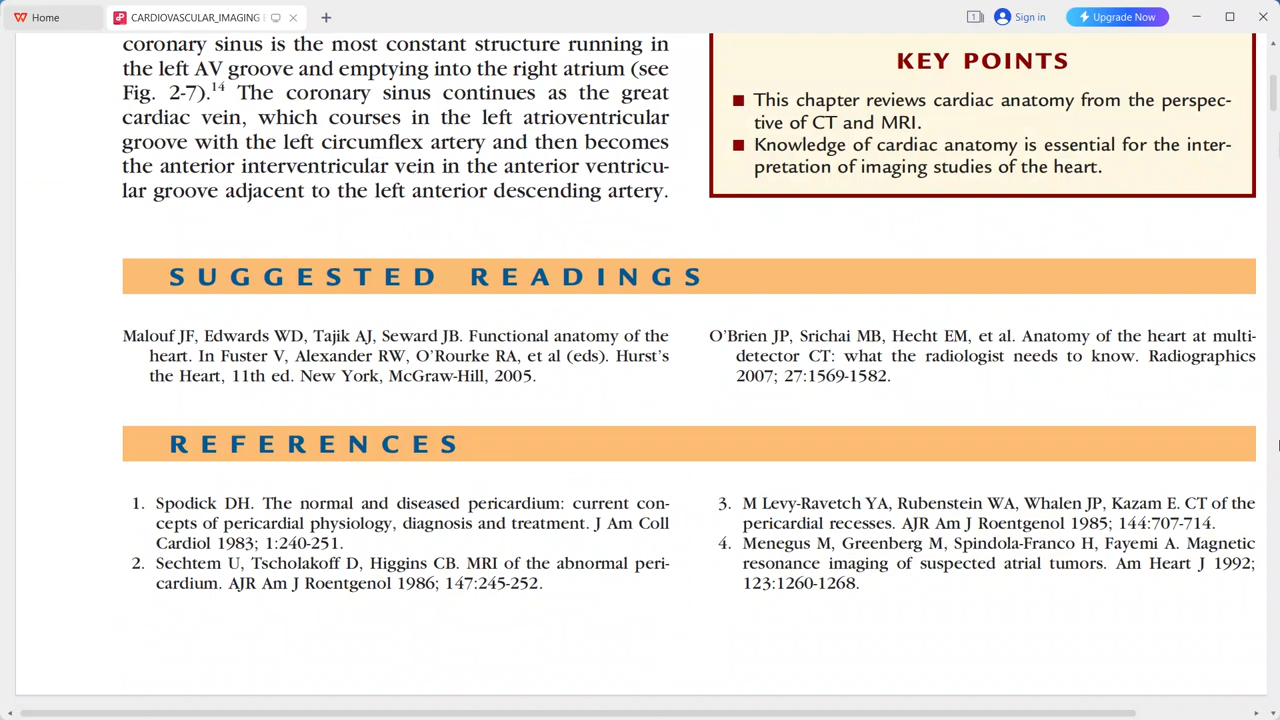 Home
CARDIOVASCULAR_IMAGING
Sign in
Upgrade Now
coronary sinus is the most constant structure running in
the left AV groove and emptying into the right atrium (see
Fig. 2-7).14 The coronary sinus continues as the great
cardiac vein, which courses in the left atrioventricular
groove with the left circumflex artery and then becomes
the anterior interventricular vein in the anterior ventricu-
lar groove adjacent to the left anterior descending artery.
KEY POINTS
■ This chapter reviews cardiac anatomy from the perspec-
tive of CT and MRI.
■ Knowledge of cardiac anatomy is essential for the inter-
pretation of imaging studies of the heart.
SUGGESTED READINGS
Malouf JF, Edwards WD, Tajik AJ, Seward JB. Functional anatomy of the
heart. In Fuster V, Alexander RW, O'Rourke RA, et al (eds). Hurst's
the Heart, 11th ed. New York, McGraw-Hill, 2005.
O'Brien JP, Srichai MB, Hecht EM, et al. Anatomy of the heart at multi-
detector CT: what the radiologist needs to know. Radiographics
2007; 27:1569-1582.
REFERENCES
1. Spodick DH. The normal and diseased pericardium: current con-
cepts of pericardial physiology, diagnosis and treatment. J Am Coll
Cardiol 1983; 1:240-251.
2. Sechtem U, Tscholakoff D, Higgins CB. MRI of the abnormal peri-
cardium. AJR Am J Roentgenol 1986; 147:245-252.
3. M Levy-Ravetch YA, Rubenstein WA, Whalen JP, Kazam E. CT of the
pericardial recesses. AJR Am J Roentgenol 1985; 144:707-714.
4. Menegus M, Greenberg M, Spindola-Franco H, Fayemi A. Magnetic
resonance imaging of suspected atrial tumors. Am Heart J 1992;
123:1260-1268.